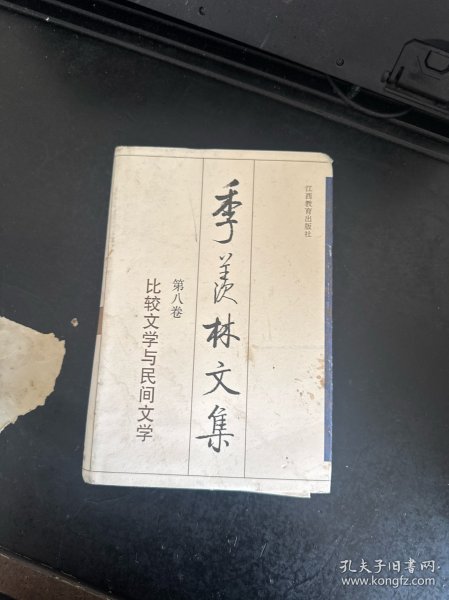 江西教育出版社
季羡林文集
第八卷
比较文学与民间文学
孔夫子旧书网
www.kongfz.com